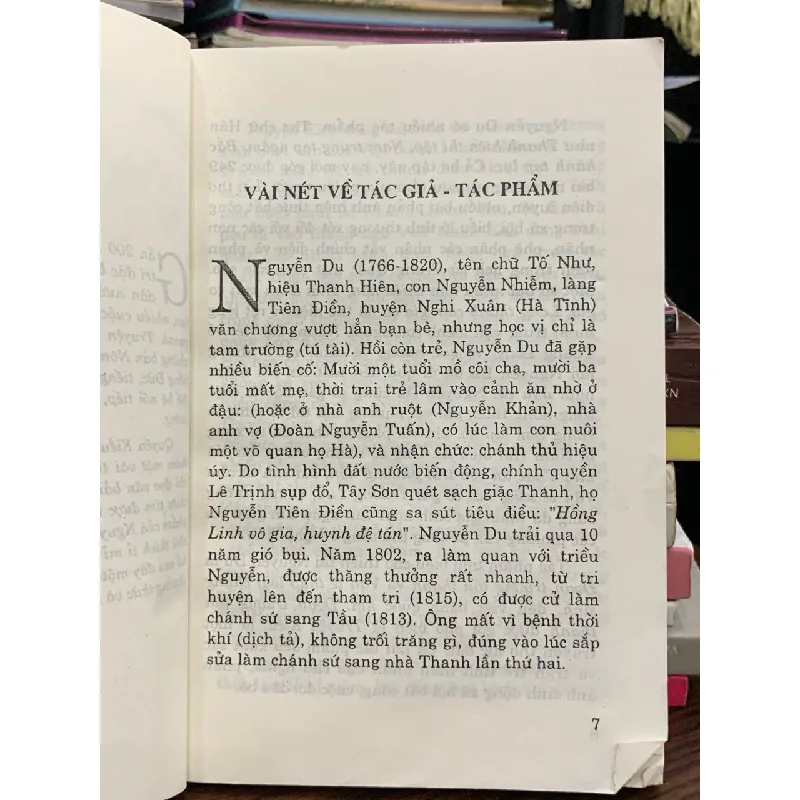 VÀI NÉT VỀ TÁC GIẢ - TÁC PHẨM
Nguyễn Du (1766-1820), tên chữ Tố Như,
hiệu Thanh Hiên, con Nguyễn Nhiễm, làng
Tiên Điền, huyện Nghi Xuân (Hà Tĩnh)
văn chương vượt hẳn bạn bè, nhưng học vị chỉ là
tam trường (tú tài). Hồi còn trẻ, Nguyễn Du đã gặp
nhiều biến cố: Mười một tuổi mồ côi cha, mười ba
tuổi mất mẹ, thời trai trẻ lâm vào cảnh ăn nhờ ở
đậu: (hoặc ở nhà anh ruột (Nguyễn Khản), nhà
anh vợ (Đoàn Nguyễn Tuấn), có lúc làm con nuôi
một võ quan họ Hà), và nhận chức: chánh thủ hiệu
úy. Do tình hình đất nước biến động, chính quyền
Lê Trịnh sụp đổ, Tây Sơn quét sạch giặc Thanh, họ
Nguyễn Tiên Điền cũng sa sút tiêu điều: "Hồng
Linh vô gia, huynh đệ tán". Nguyễn Du trải qua 10
năm gió bụi. Năm 1802, ra làm quan với triều
Nguyễn, được thăng thưởng rất nhanh, từ tri
huyện lên đến tham tri (1815), có được cử làm
chánh sứ sang Tầu (1813). Ông mất vì bệnh thời
khí (dịch tả), không trối trăng gì, đúng vào lúc sắp
sửa làm chánh sứ sang nhà Thanh lần thứ hai.
7